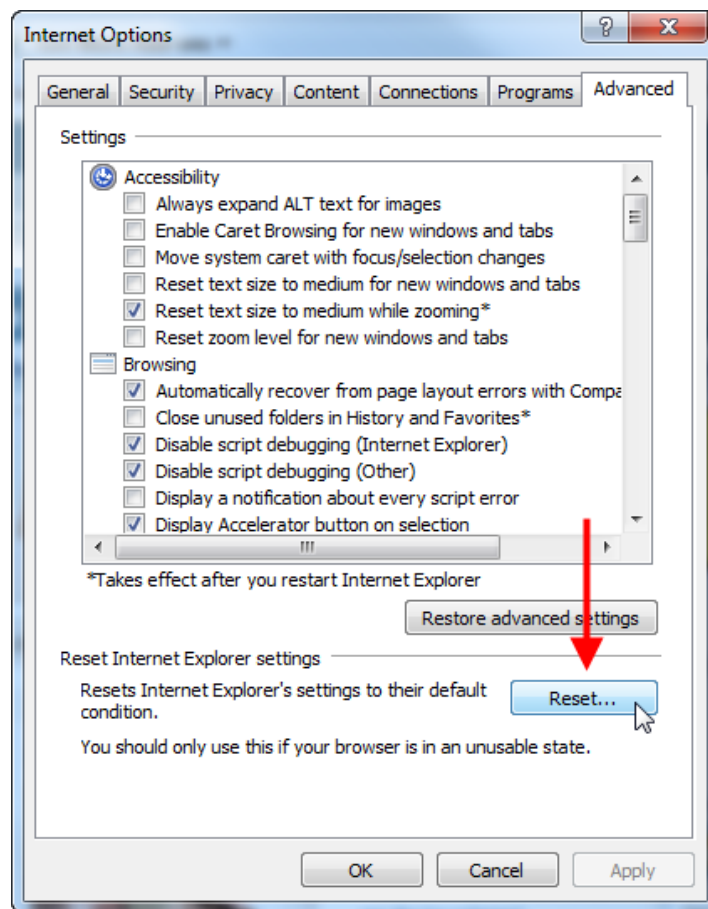 Internet Options
General Security Privacy Content Connections Programs Advanced
Settings
Accessibility
Always expand ALT text for images
Enable Caret Browsing for new windows and tabs
Move system caret with focus/selection changes
Reset text size to medium for new windows and tabs
Reset text size to medium while zooming*
Reset zoom level for new windows and tabs
Browsing
Automatically recover from page layout errors with Compa
Close unused folders in History and Favorites*
Disable script debugging (Internet Explorer)
Disable script debugging (Other)
Display a notification about every script error
Display Accelerator button on selection
*Takes effect after you restart Internet Explorer
Restore advanced settings
Reset Internet Explorer settings
Resets Internet Explorer's settings to their default
condition.
Reset...
You should only use this if your browser is in an unusable state.
OK Cancel Apply